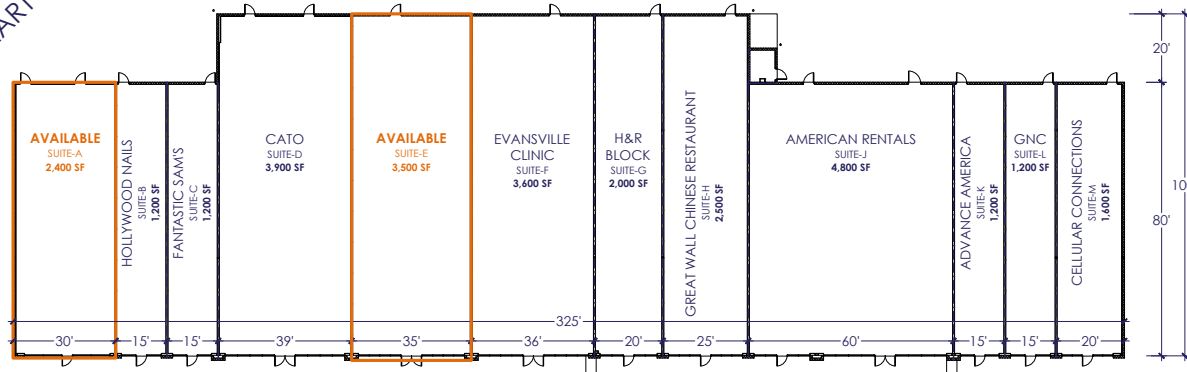 AVAILABLE
SUITE-A
2,400 SF
HOLLYWOOD NAILS
SUITE-B
1,200 SF
FANTASTIC SAM'S
SUITE-C
1,200 SF
CATO
SUITE-D
3,900 SF
AVAILABLE
SUITE-E
3,500 SF
EVANSVILLE
CLINIC
SUITE-F
3,600 SF
H&R
BLOCK
SUITE-G
2,000 SF
GREAT WALL CHINESE RESTAURANT
SUITE-H
2,500 SF
AMERICAN RENTALS
SUITE-J
4,800 SF
ADVANCE AMERICA
SUITE-K
1,200 SF
GNC
SUITE-L
1,200 SF
CELLULAR CONNECTIONS
SUITE-M
1,600 SF
20'
80'
10
325'
30'
15'
15'
39'
35'
36'
20'
25'
60'
15'
15'
20'